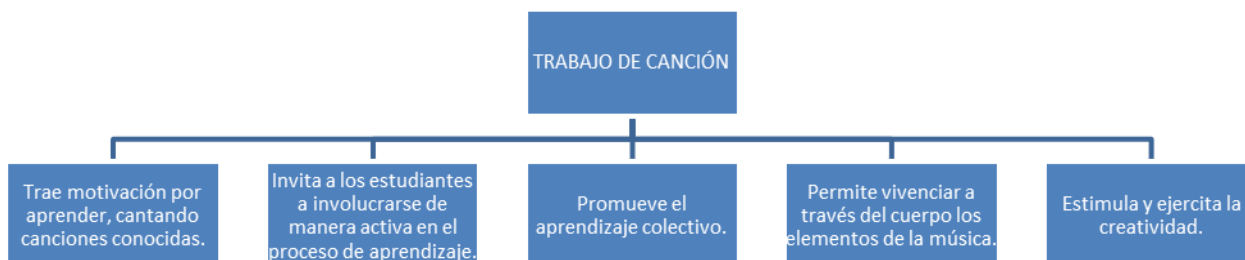 TRABAJO DE CANCIÓN
Trae motivación por
aprender, cantando
canciones conocidas.
Invita a los estudiantes
a involucrarse de
manera activa en el
proceso de aprendizaje.
Promueve el
aprendizaje colectivo.
Permite vivenciar a
través del cuerpo los
elementos de la música.
Estimula y ejercita la
creatividad.